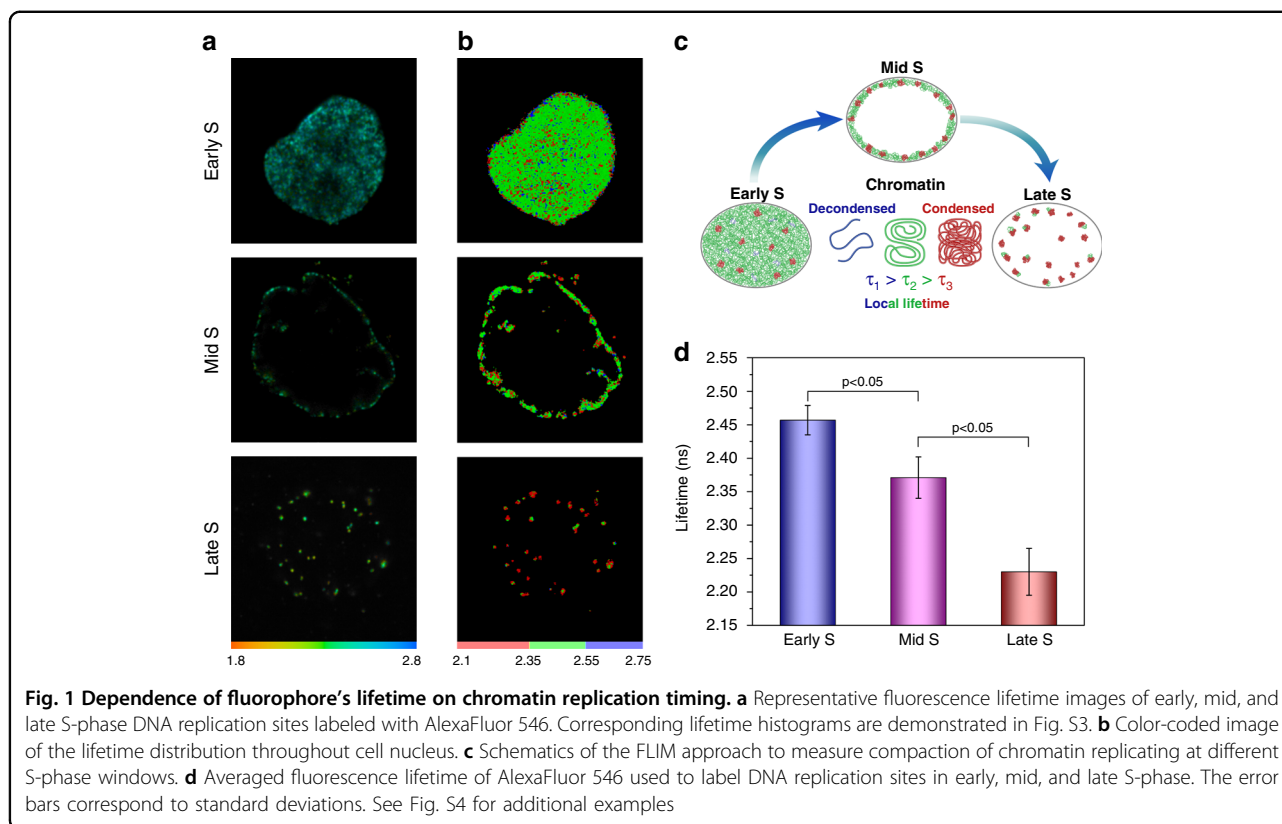 a
b
c
Early S
Mid S
Late S
1.8
2.8
2.1
2.35
2.55
2.75
Mid S
Early S
Chromatin
Late S
Decondensed
Condensed
τ1 > τ2 > τ3
Local lifetime
d
Lifetime (ns)
2.55
2.50
2.45
2.40
2.35
2.30
2.25
2.20
2.15
p<0.05
p<0.05
Early S
Mid S
Late S
Fig. 1 Dependence of fluorophore's lifetime on chromatin replication timing. a Representative fluorescence lifetime images of early, mid, and
late S-phase DNA replication sites labeled with AlexaFluor 546. Corresponding lifetime histograms are demonstrated in Fig. S3. b Color-coded image
of the lifetime distribution throughout cell nucleus. c Schematics of the FLIM approach to measure compaction of chromatin replicating at different
S-phase windows. d Averaged fluorescence lifetime of AlexaFluor 546 used to label DNA replication sites in early, mid, and late S-phase. The error
bars correspond to standard deviations. See Fig. S4 for additional examples